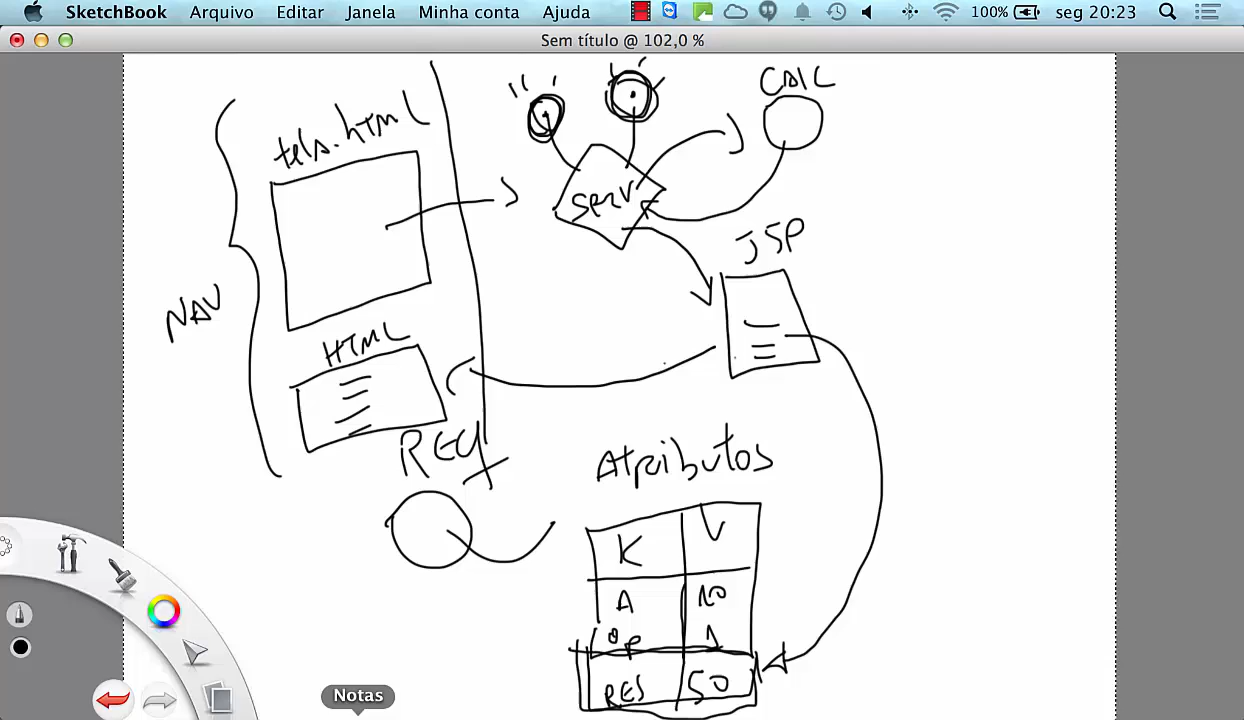 SketchBook Arquivo Editar Janela Minha conta Ajuda 100% seg 20:23
Sem título @ 102,0 %
CALC
tela.html
SERV
JSP
NAV
HTML
REQ
Atributos
K V
A 10
OP 1
RES 50
Notas